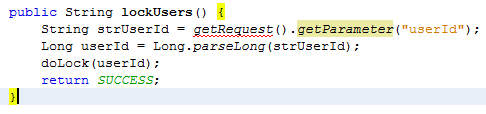 public String lockUsers() {
    String strUserId = getRequest().getParameter("userId");
    Long userId = Long.parseLong(strUserId);
    doLock(userId);
    return SUCCESS;
}